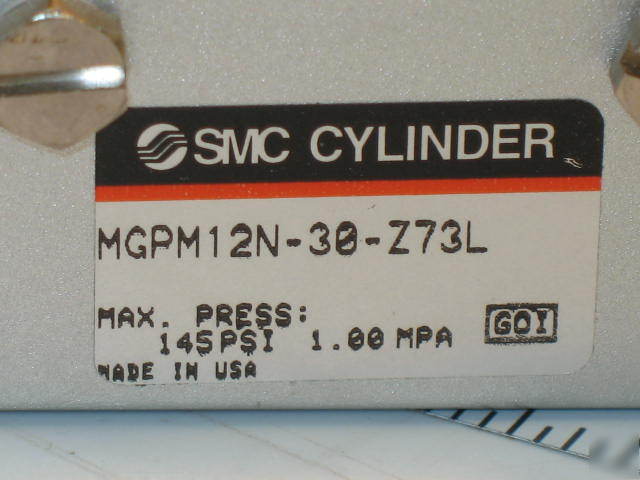 SMC CYLINDER
MGPM12N-30-Z73L
MAX. PRESS:
145PSI 1.00 MPA
GOI
MADE IN USA